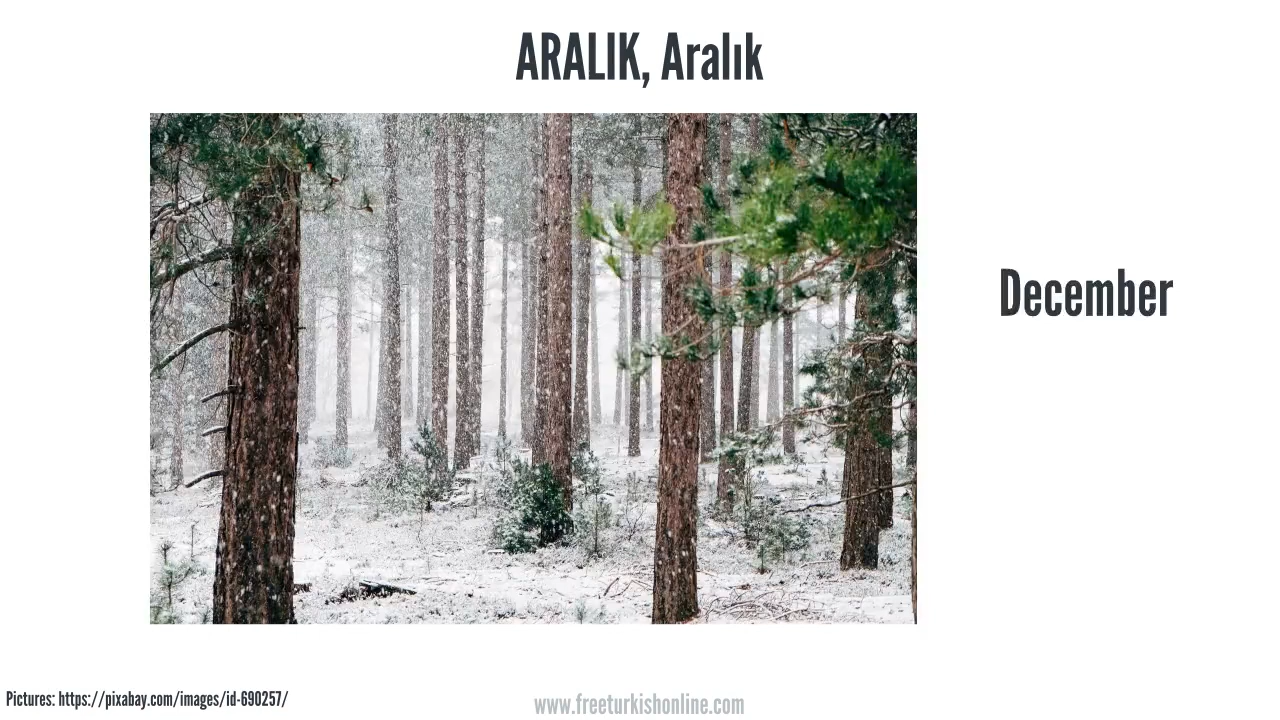 ARALIK, Aralık
December
Pictures: https://pixabay.com/images/id-690257/
www.freeturkishonline.com